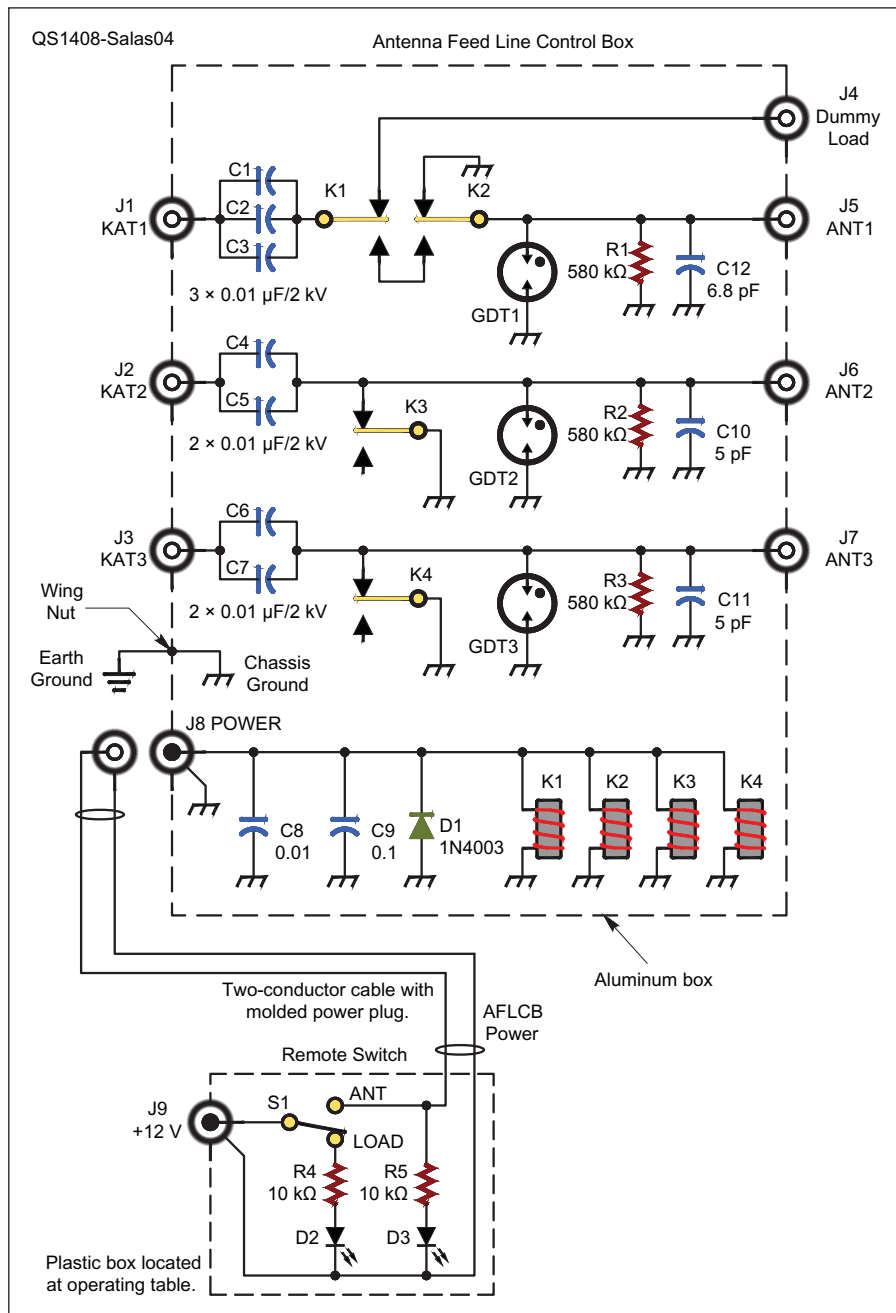 QS1408-Salas04
Antenna Feed Line Control Box
J4
Dummy
Load
C1
C2
C3
3 × 0.01 µF/2 kV
J1
KAT1
K1
K2
GDT1
R1
580 kΩ
C12
6.8 pF
J5
ANT1
J2
KAT2
C4
C5
2 × 0.01 µF/2 kV
K3
GDT2
R2
580 kΩ
C10
5 pF
J6
ANT2
J3
KAT3
C6
C7
2 × 0.01 µF/2 kV
K4
GDT3
R3
580 kΩ
C11
5 pF
J7
ANT3
Wing
Nut
Earth
Ground
Chassis
Ground
J8 POWER
C8
0.01
C9
0.1
D1
1N4003
K1
K2
K3
K4
Aluminum box
Two-conductor cable with
molded power plug.
AFLCB
Power
Remote Switch
J9
+12 V
S1
ANT
LOAD
R4
10 kΩ
R5
10 kΩ
D2
D3
Plastic box located
at operating table.